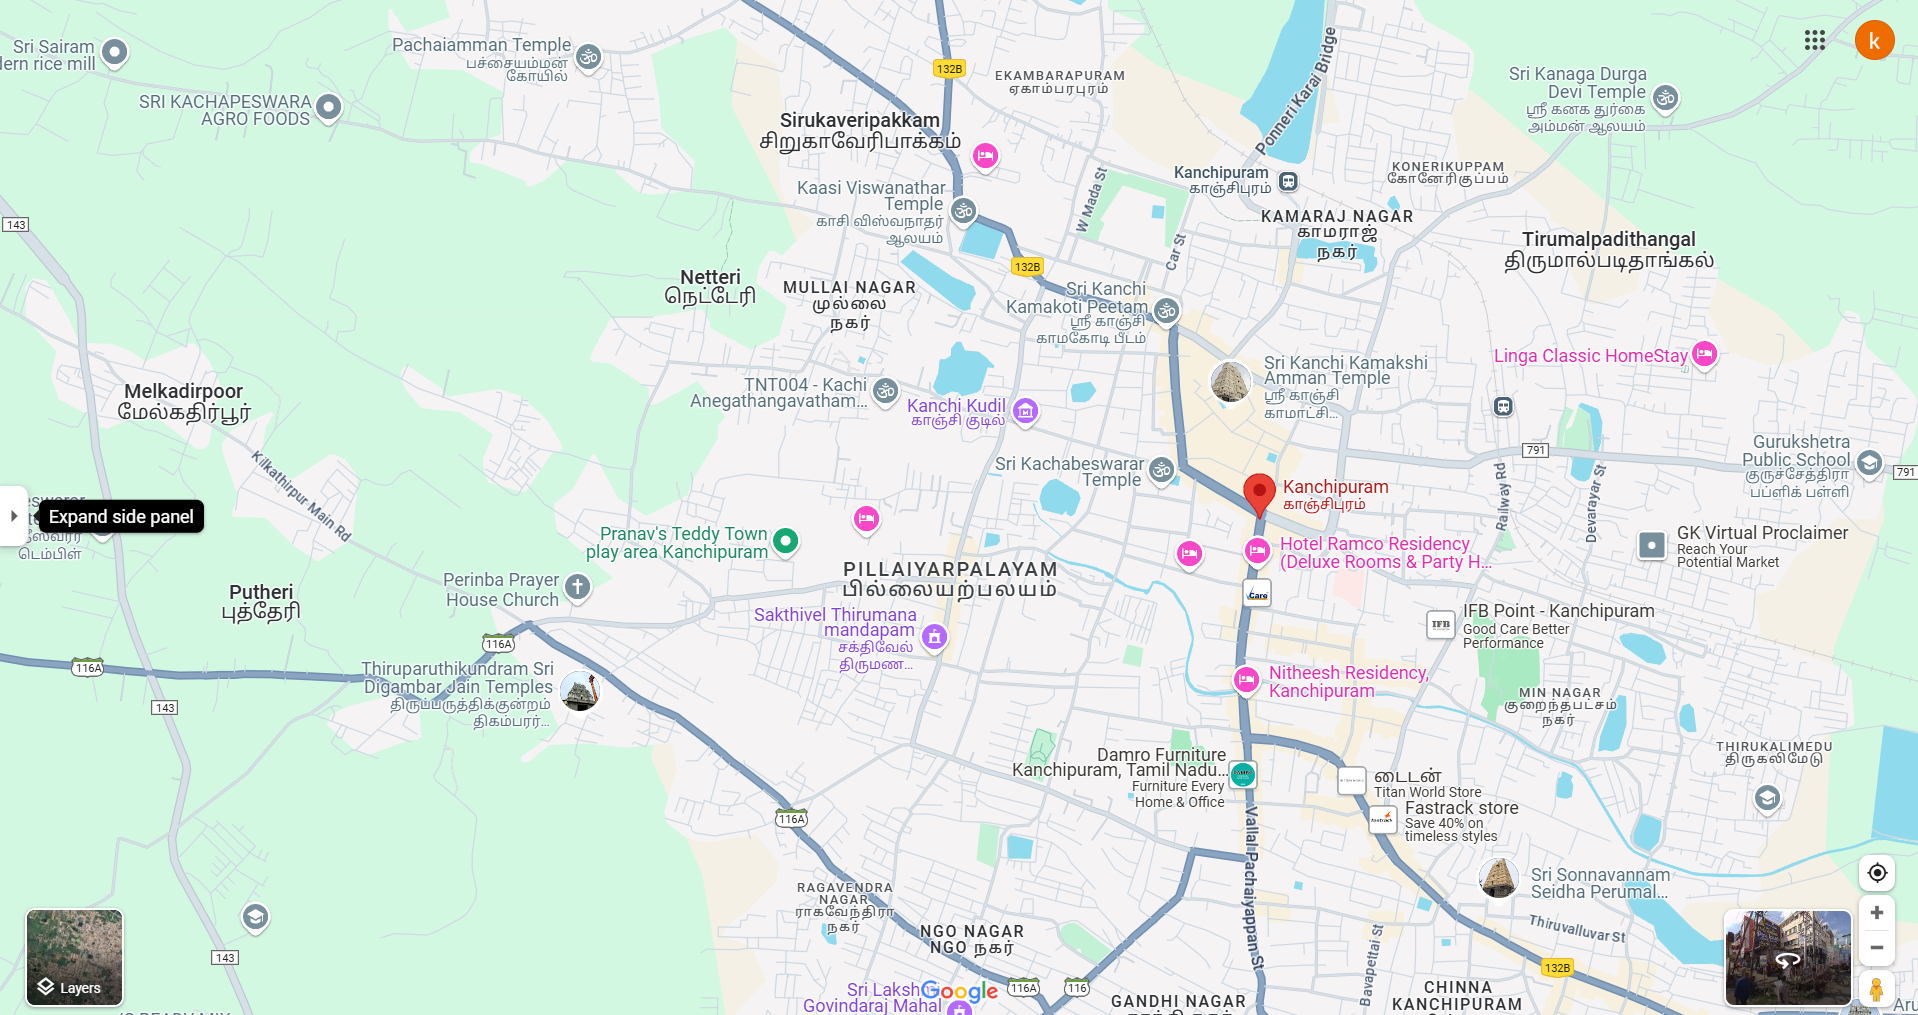 Sri Sairam
ern rice mill
Pachaiamman Temple
பச்சையம்மன்
கோயில்
SRI KACHAPESWARA
AGRO FOODS
132B
EKAMBARAPURAM
ஏகாம்பரபுரம்
Ponneri Karai Bridge
k
Sri Kanaga Durga
Devi Temple
ஸ்ரீ கனக துர்கை
அம்மன் ஆலயம்
Sirukaveripakkam
சிறுகாவேரிபாக்கம்
Kaasi Viswanathar
Temple
காசி விஸ்வநாதர்
ஆலயம்
W Mada St
Car St
Kanchipuram
காஞ்சிபுரம்
KONERIKUPPAM
கோனேரிகுப்பம்
KAMARAJ NAGAR
காமராஜ்
நகர்
Tirumalpadithangal
திருமால்படிதாங்கல்
143
Netteri
நெட்டேரி
MULLAI NAGAR
முல்லை
நகர்
132B
Sri Kanchi
Kamakoti Peetam
ஸ்ரீ காஞ்சி
காமகோடி பீடம்
Sri Kanchi Kamakshi
Amman Temple
ஸ்ரீ காஞ்சி
காமாட்சி...
Linga Classic HomeStay
Melkadirpoor
மேல்கதிர்பூர்
TNT004 - Kachi
Anegathangavatham...
Kanchi Kudil
காஞ்சி குடில்
Sri Kachabeswarar
Temple
791
Gurukshetra
Public School
குருச்சேத்திரா
பப்ளிக் பள்ளி
791
Kilkathirpur Main Rd
Railway Rd
Devarayar St
Expand side panel
டெம்பிள்
Kanchipuram
காஞ்சிபுரம்
Pranav's Teddy Town
play area Kanchipuram
Hotel Ramco Residency
(Deluxe Rooms & Party H...
GK Virtual Proclaimer
Reach Your
Potential Market
PILLAIYARPALAYAM
பில்லையற்பலயம்
Care
Putheri
புத்தேரி
Perinba Prayer
House Church
Sakthivel Thirumana
mandapam
சக்திவேல்
திருமண...
IFB
IFB Point - Kanchipuram
Good Care Better
Performance
116A
116A
Thiruparuthikundram Sri
Digambar Jain Temples
திருப்பருத்திக்குன்றம்
திகம்பரர்...
Nitheesh Residency,
Kanchipuram
MIN NAGAR
குறைந்தபட்சம்
நகர்
143
THIRUKALIMEDU
திருகலிமேடு
Damro Furniture
Kanchipuram, Tamil Nadu...
Furniture Every
Home & Office
டைட்டன்
Titan World Store
Fastrack store
Save 40% on
timeless styles
116A
Vallal Pachaiyappan St
RAGAVENDRA
NAGAR
ராகவேந்திரா
நகர்
Sri Sonnavannam
Seidha Perumal...
Thiruvalluvar St
NGO NAGAR
NGO நகர்
Bavapettai St
143
132B
Layers
Sri Laksh
Govindaraj Mahal
Google
116A
116
GANDHI NAGAR
CHINNA
KANCHIPURAM
Aru